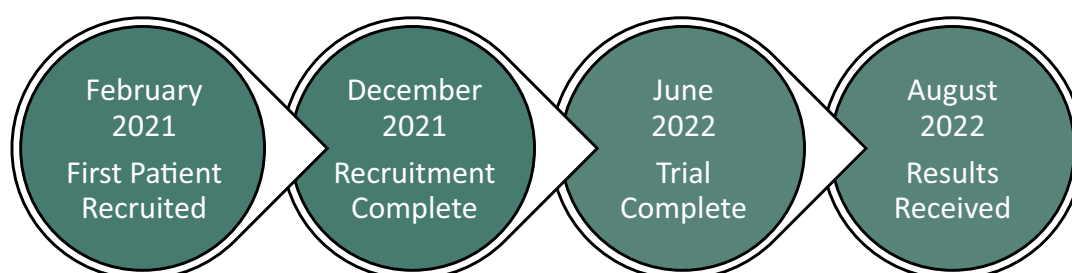 February
2021
First Patient
Recruited
December
2021
Recruitment
Complete
June
2022
Trial
Complete
August
2022
Results
Received